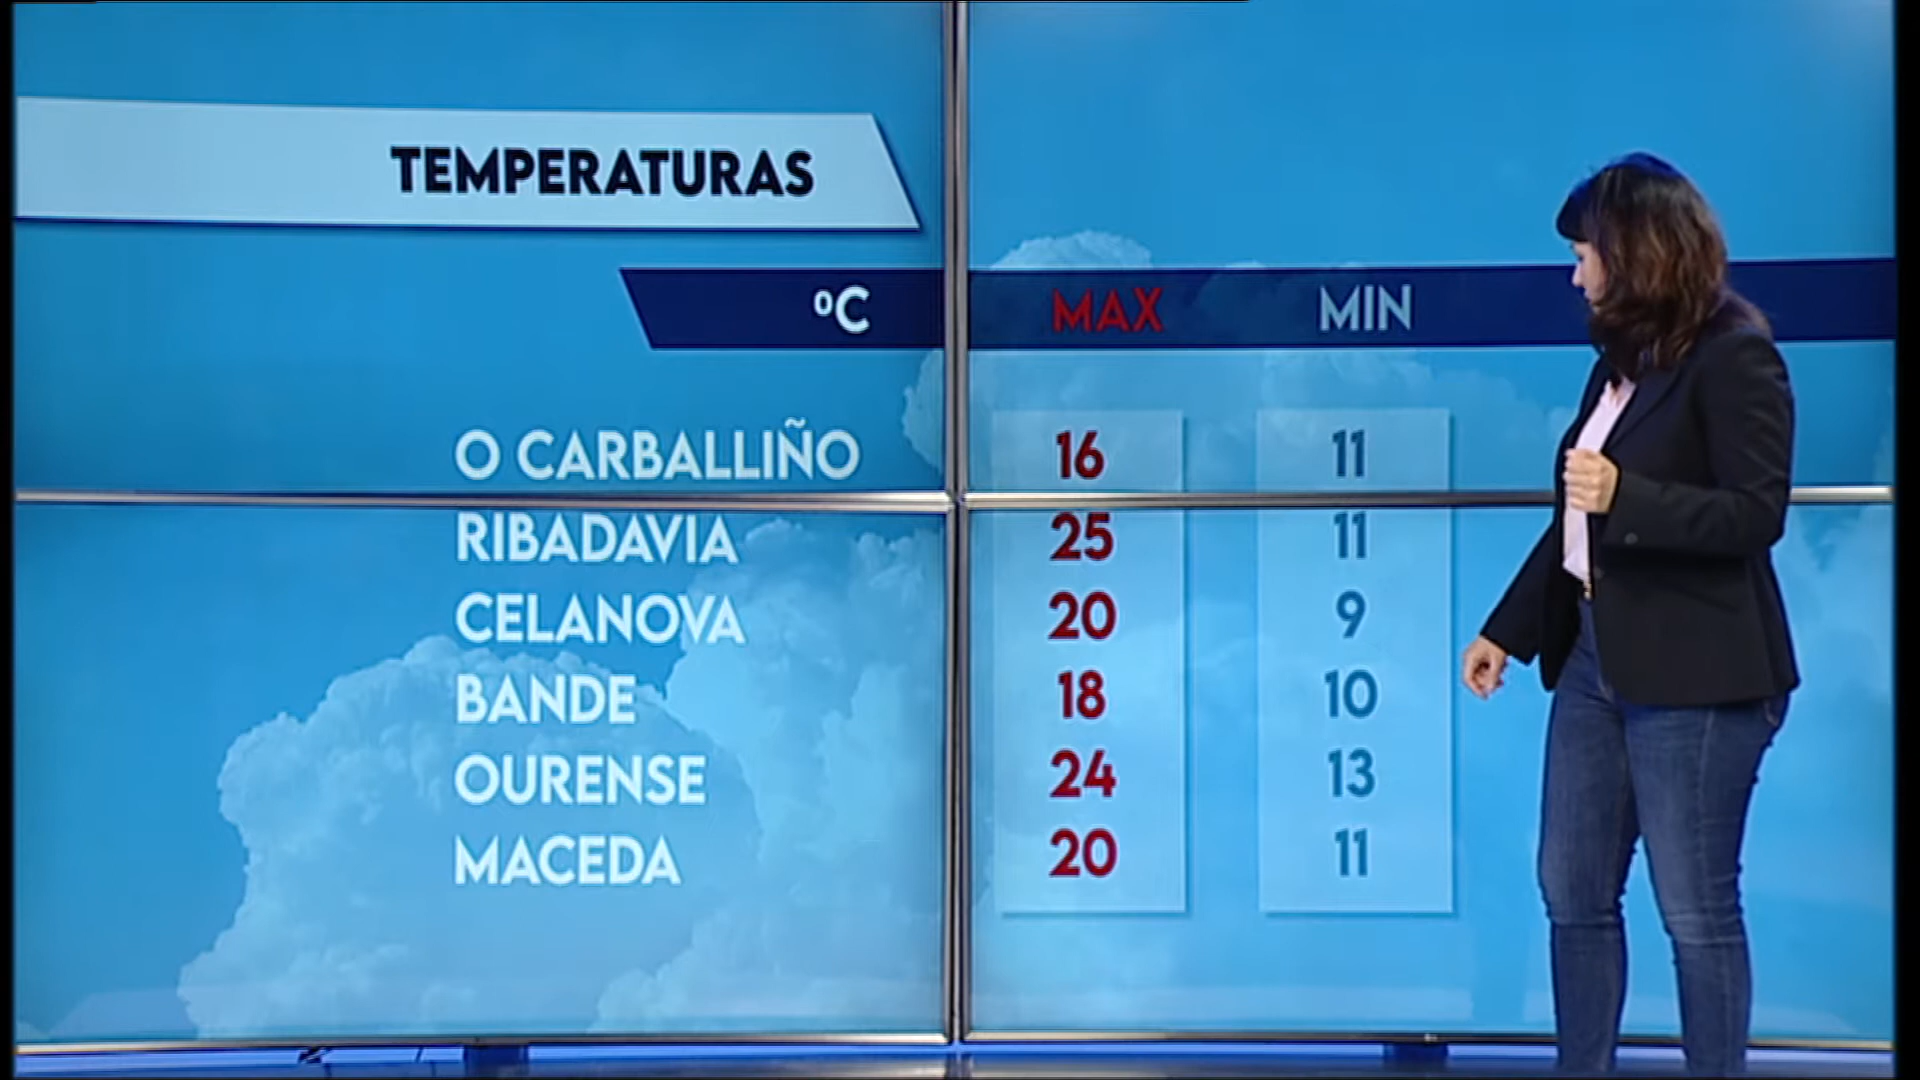 TEMPERATURAS
ºC MAX MIN
O CARBALLIÑO 16 11
RIBADAVIA 25 11
CELANOVA 20 9
BANDE 18 10
OURENSE 24 13
MACEDA 20 11